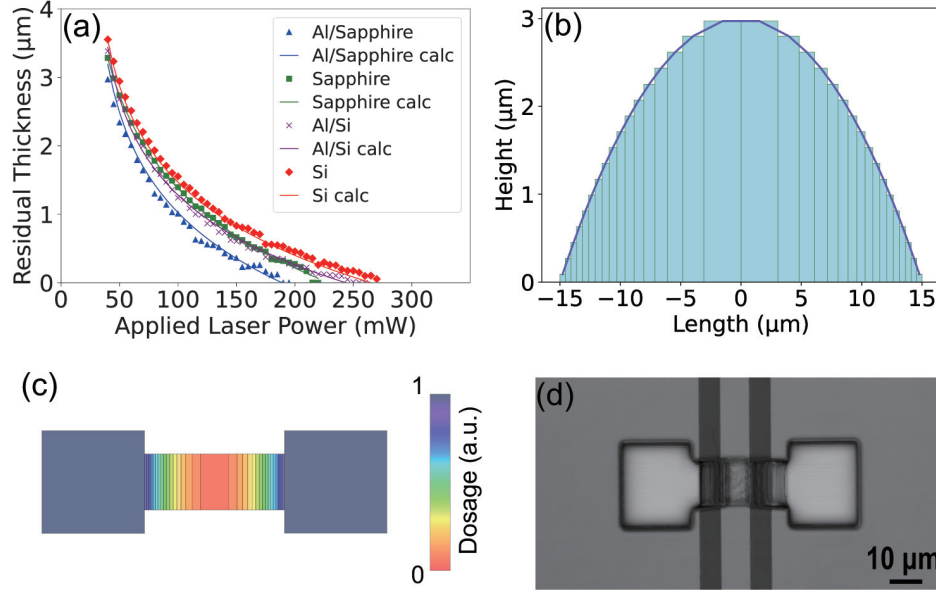 (a)
Residual Thickness (μm)
4
3
2
1
0
0 50 100 150 200 250 300
Applied Laser Power (mW)
Al/Sapphire
Al/Sapphire calc
Sapphire
Sapphire calc
Al/Si
Al/Si calc
Si
Si calc
(b)
Height (μm)
3
2
1
0
−15 −10 −5 0 5 10 15
Length (μm)
(c)
1
Dosage (a.u.)
0
(d)
10 μm